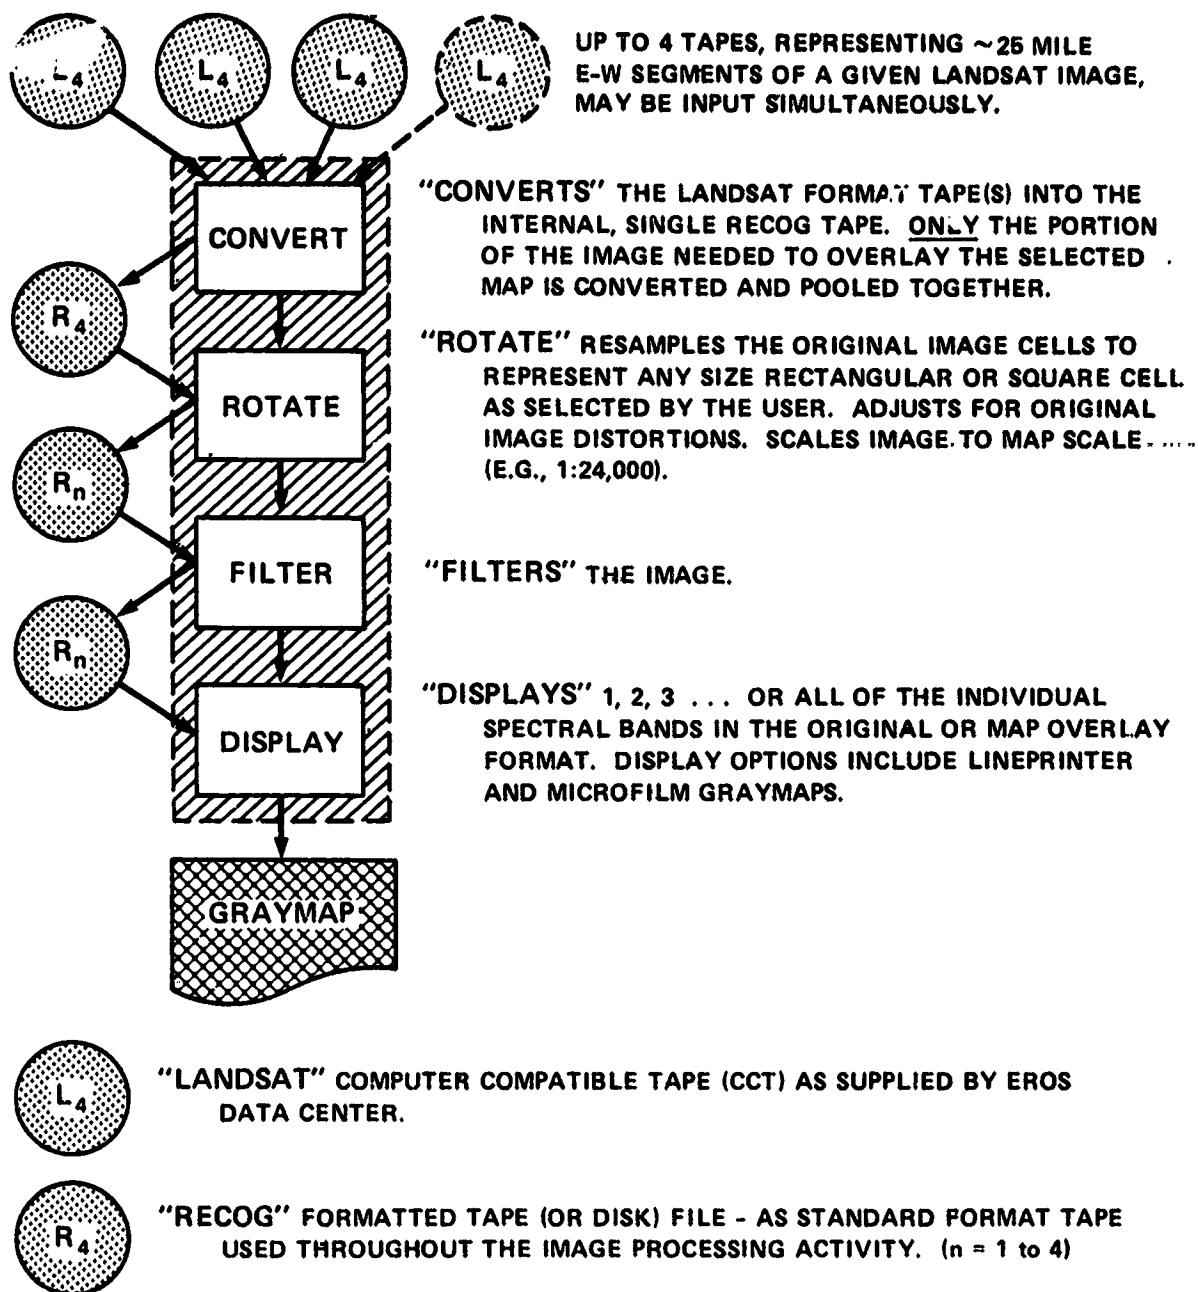 L4 L4 L4 L4
UP TO 4 TAPES, REPRESENTING ~25 MILE
E-W SEGMENTS OF A GIVEN LANDSAT IMAGE,
MAY BE INPUT SIMULTANEOUSLY.
CONVERT
"CONVERTS" THE LANDSAT FORMAT TAPE(S) INTO THE
INTERNAL, SINGLE RECOG TAPE. ONLY THE PORTION
OF THE IMAGE NEEDED TO OVERLAY THE SELECTED
MAP IS CONVERTED AND POOLED TOGETHER.
R4
ROTATE
"ROTATE" RESAMPLES THE ORIGINAL IMAGE CELLS TO
REPRESENT ANY SIZE RECTANGULAR OR SQUARE CELL
AS SELECTED BY THE USER. ADJUSTS FOR ORIGINAL
IMAGE DISTORTIONS. SCALES IMAGE TO MAP SCALE
(E.G., 1:24,000).
Rn
FILTER
"FILTERS" THE IMAGE.
Rn
DISPLAY
"DISPLAYS" 1, 2, 3 ... OR ALL OF THE INDIVIDUAL
SPECTRAL BANDS IN THE ORIGINAL OR MAP OVERLAY
FORMAT. DISPLAY OPTIONS INCLUDE LINEPRINTER
AND MICROFILM GRAYMAPS.
GRAYMAP
L4
"LANDSAT" COMPUTER COMPATIBLE TAPE (CCT) AS SUPPLIED BY EROS
DATA CENTER.
R4
"RECOG" FORMATTED TAPE (OR DISK) FILE - AS STANDARD FORMAT TAPE
USED THROUGHOUT THE IMAGE PROCESSING ACTIVITY. (n = 1 to 4)